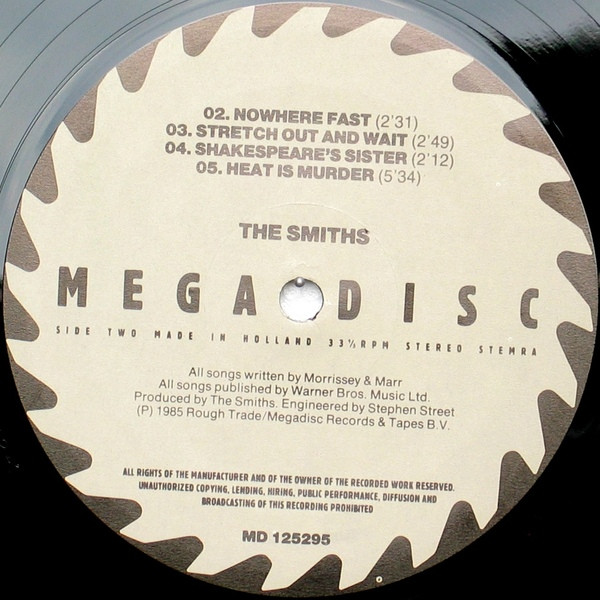 02. NOWHERE FAST (2'31)
03. STRETCH OUT AND WAIT (2'49)
04. SHAKESPEARE'S SISTER (2'12)
05. HEAT IS MURDER (5'34)
THE SMITHS
MEGADISC
SIDE TWO MADE IN HOLLAND 33⅓RPM STEREO STEMRA
All songs written by Morrissey & Marr
All songs published by Warner Bros. Music Ltd.
Produced by The Smiths. Engineered by Stephen Street
(P) 1985 Rough Trade/Megadisc Records & Tapes B.V.
ALL RIGHTS OF THE MANUFACTURER AND OF THE OWNER OF THE RECORDED WORK RESERVED.
UNAUTHORIZED COPYING, LENDING, HIRING, PUBLIC PERFORMANCE, DIFFUSION AND
BROADCASTING OF THIS RECORDING PROHIBITED
MD 125295